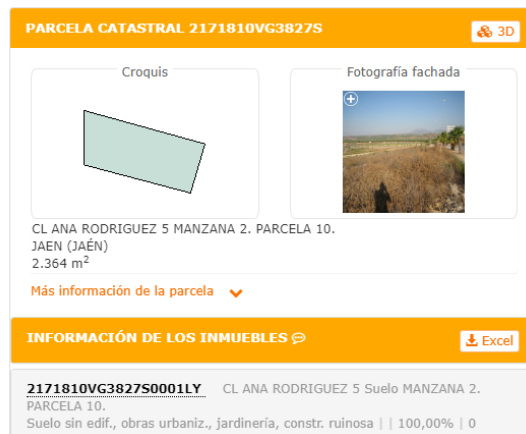 PARCELA CATASTRAL 2171810VG3827S
3D
Croquis
Fotografía fachada
CL ANA RODRIGUEZ 5 MANZANA 2. PARCELA 10.
JAEN (JAÉN)
2.364 m²
Más información de la parcela
INFORMACIÓN DE LOS INMUEBLES
Excel
2171810VG3827S0001LY CL ANA RODRIGUEZ 5 Suelo MANZANA 2.
PARCELA 10.
Suelo sin edif., obras urbaniz., jardinería, constr. ruinosa | | 100,00% | 0